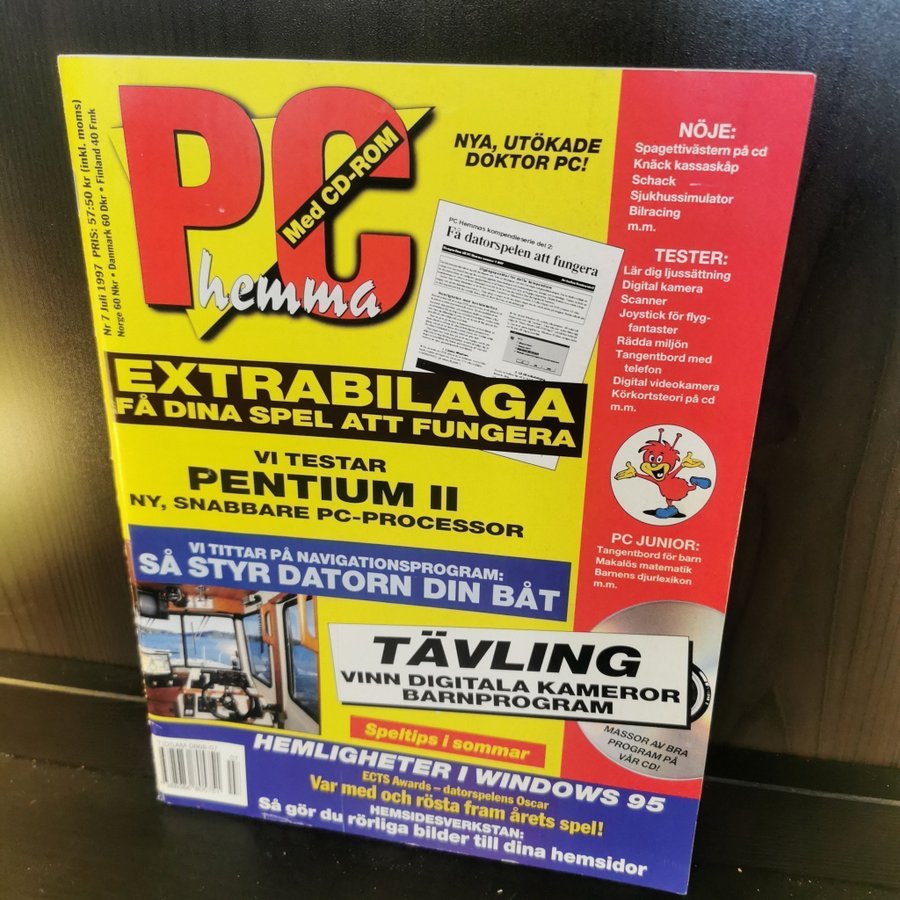 Nr 7 Juli 1997 PRIS: 57:50 kr (inkl. moms)
Norge 60 Nkr • Danmark 60 Dkr • Finland 40 Fmk
PC
hemma
Med CD-ROM
NYA, UTÖKADE
DOKTOR PC!
PC Hemmas kompendieserie del 2:
Få datorspelen att fungera
EXTRABILAGA
FÅ DINA SPEL ATT FUNGERA
VI TESTAR
PENTIUM II
NY, SNABBARE PC-PROCESSOR
VI TITTAR PÅ NAVIGATIONSPROGRAM:
SÅ STYR DATORN DIN BÅT
NÖJE:
Spagettivästern på cd
Knäck kassaskåp
Schack
Sjukhussimulator
Bilracing
m.m.
TESTER:
Lär dig ljussättning
Digital kamera
Scanner
Joystick för flyg-
fantaster
Rädda miljön
Tangentbord med
telefon
Digital videokamera
Körkortsteori på cd
m.m.
PC JUNIOR:
Tangentbord för barn
Makalös matematik
Barnens djurlexikon
m.m.
TÄVLING
VINN DIGITALA KAMEROR
BARNPROGRAM
MASSOR AV BRA
PROGRAM PÅ
VÅR CD!
Speltips i sommar
HEMLIGHETER I WINDOWS 95
ECTS Awards – datorspelens Oscar
Var med och rösta fram årets spel!
HEMSIDESVERKSTAN:
Så gör du rörliga bilder till dina hemsidor